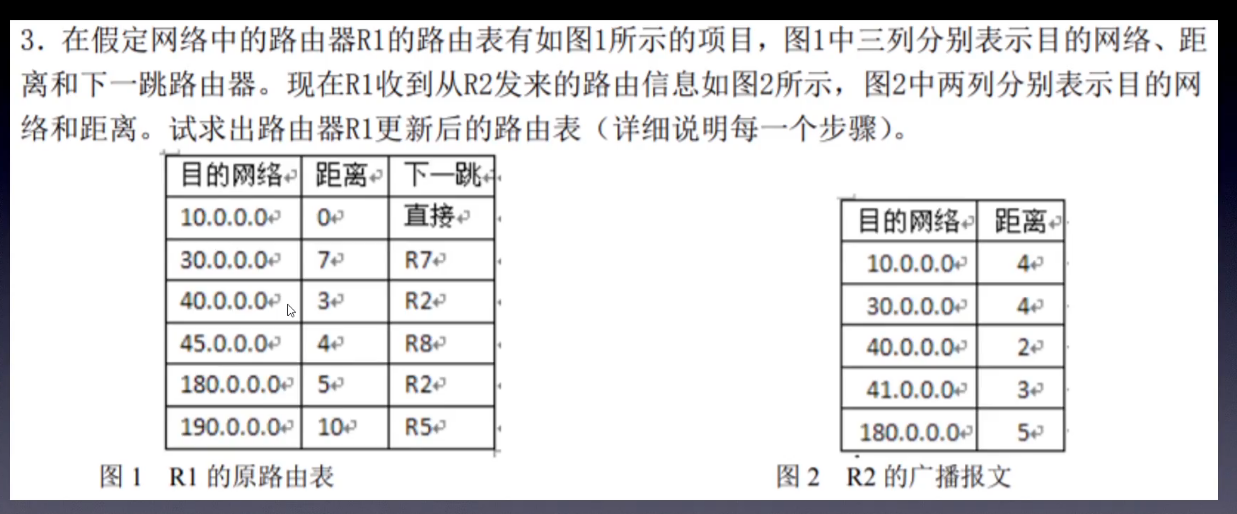 3．在假定网络中的路由器R1的路由表有如图1所示的项目，图1中三列分别表示目的网络、距
离和下一跳路由器。现在R1收到从R2发来的路由信息如图2所示，图2中两列分别表示目的网
络和距离。试求出路由器R1更新后的路由表（详细说明每一个步骤）。
目的网络↵ 距离↵ 下一跳↵
10.0.0.0↵ 0↵ 直接↵
30.0.0.0↵ 7↵ R7↵
40.0.0.0↵ 3↵ R2↵
45.0.0.0↵ 4↵ R8↵
180.0.0.0↵ 5↵ R2↵
190.0.0.0↵ 10↵ R5↵
图 1 R1 的原路由表
目的网络↵ 距离↵
10.0.0.0↵ 4↵
30.0.0.0↵ 4↵
40.0.0.0↵ 2↵
41.0.0.0↵ 3↵
180.0.0.0↵ 5↵
图 2 R2 的广播报文